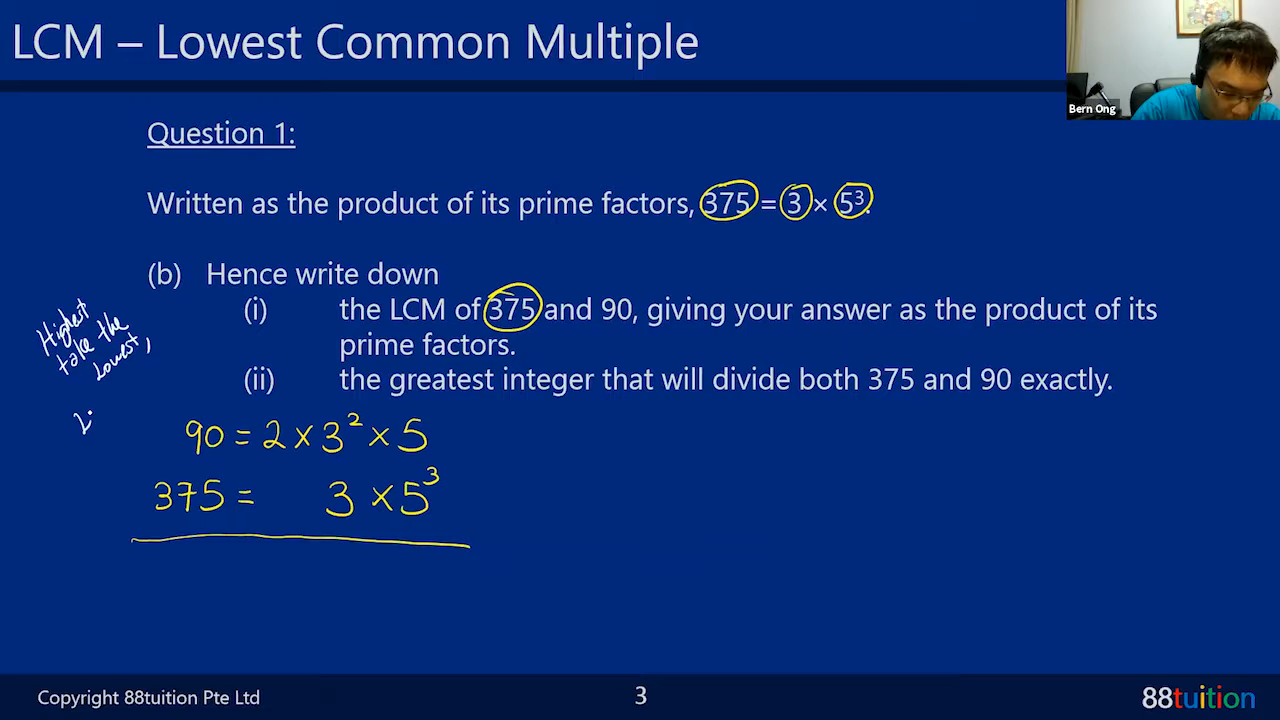 LCM – Lowest Common Multiple
Bern Ong
Question 1:
Written as the product of its prime factors, 375 = 3 × 5³.
(b) Hence write down
(i) the LCM of 375 and 90, giving your answer as the product of its
prime factors.
(ii) the greatest integer that will divide both 375 and 90 exactly.
Highest
take the
Lowest,
90 = 2 × 3² × 5
375 = 3 × 5³
Copyright 88tuition Pte Ltd
3
88tuition